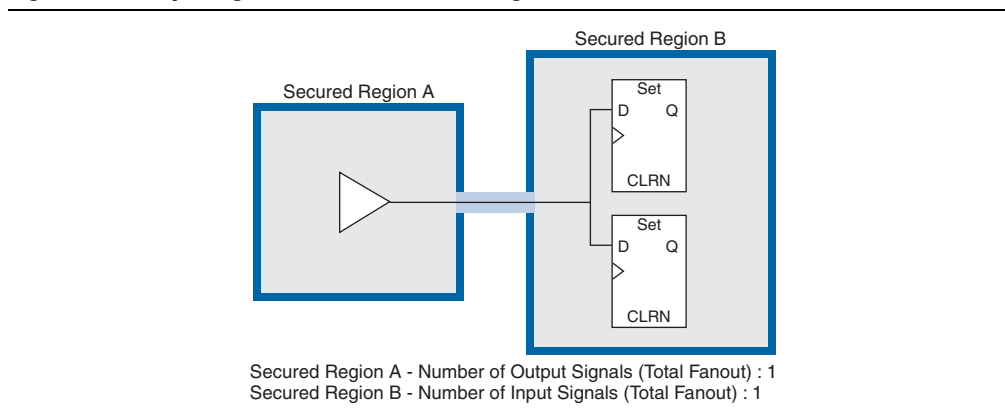 Secured Region B
Secured Region A
Set
D Q
CLRN
Set
D Q
CLRN
Secured Region A - Number of Output Signals (Total Fanout) : 1
Secured Region B - Number of Input Signals (Total Fanout) : 1